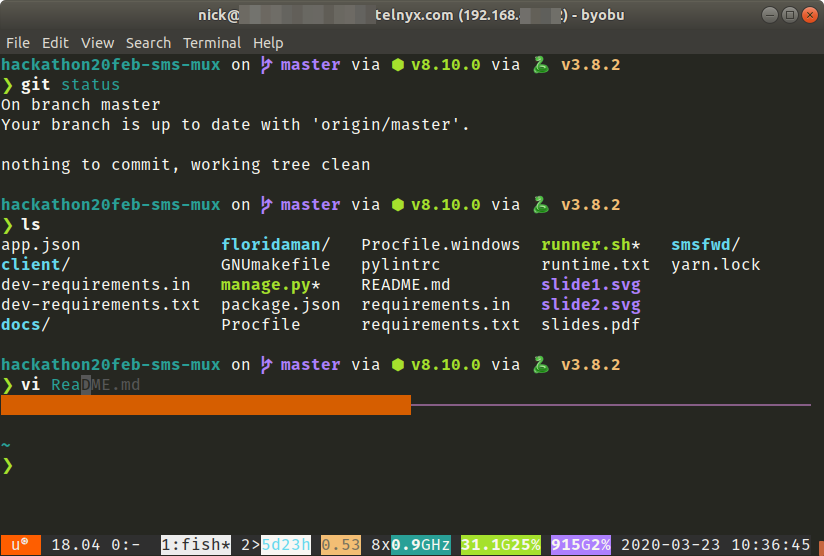 nick@ telnyx.com (192.168. ) - byobu
File Edit View Search Terminal Help
hackathon20feb-sms-mux on master via ⬢ v8.10.0 via 🐍 v3.8.2
❯ git status
On branch master
Your branch is up to date with 'origin/master'.
nothing to commit, working tree clean
hackathon20feb-sms-mux on master via ⬢ v8.10.0 via 🐍 v3.8.2
❯ ls
app.json floridaman/ Procfile.windows runner.sh* smsfwd/
client/ GNUmakefile pylintrc runtime.txt yarn.lock
dev-requirements.in manage.py* README.md slide1.svg
dev-requirements.txt package.json requirements.in slide2.svg
docs/ Procfile requirements.txt slides.pdf
hackathon20feb-sms-mux on master via ⬢ v8.10.0 via 🐍 v3.8.2
❯ vi ReaDME.md
~
❯
u® 18.04 0:- 1:fish* 2>5d23h 0.53 8x0.9GHz 31.1G25% 915G2% 2020-03-23 10:36:45